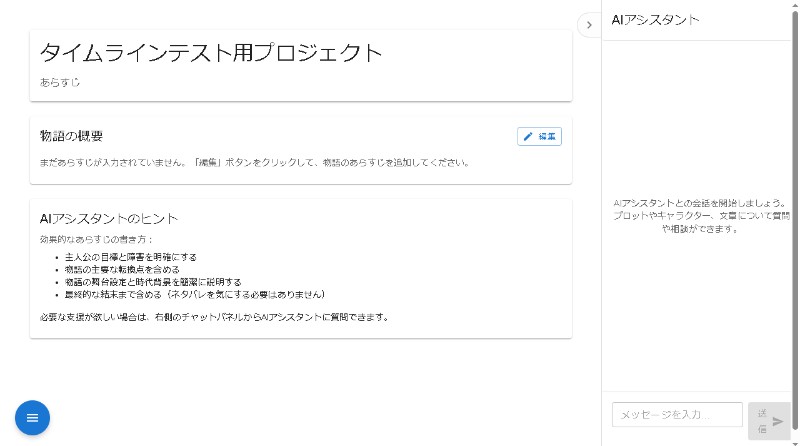 タイムラインテスト用プロジェクト
あらすじ
物語の概要
編集
まだあらすじが入力されていません。「編集」ボタンをクリックして、物語のあらすじを追加してください。
AIアシスタントのヒント
効果的なあらすじの書き方：
• 主人公の目標と障害を明確にする
• 物語の主要な転換点を含める
• 物語の舞台設定と時代背景を簡潔に説明する
• 最終的な結末まで含める（ネタバレを気にする必要はありません）
必要な支援が欲しい場合は、右側のチャットパネルからAIアシスタントに質問できます。
AIアシスタント
AIアシスタントとの会話を開始しましょう。
プロットやキャラクター、文章について質問
や相談ができます。
メッセージを入力...
送
信